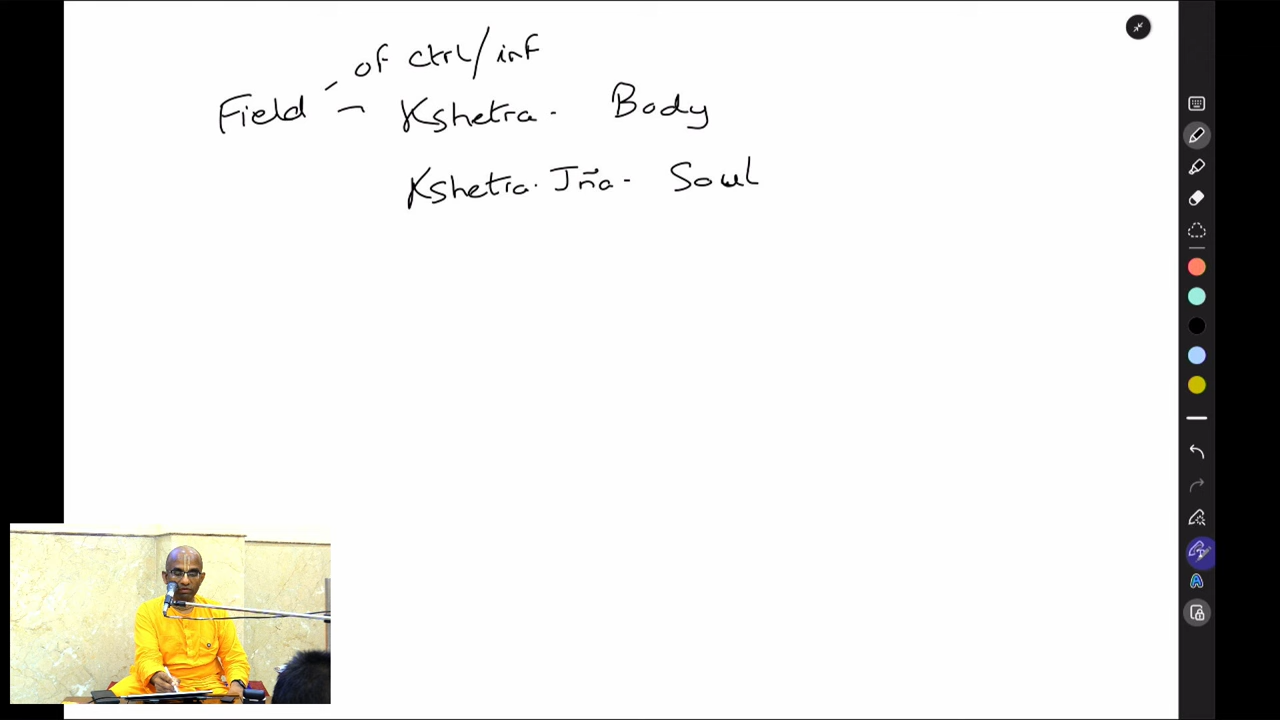 of ctrl/inf
Field - Kshetra - Body
Kshetra-Jña - Soul